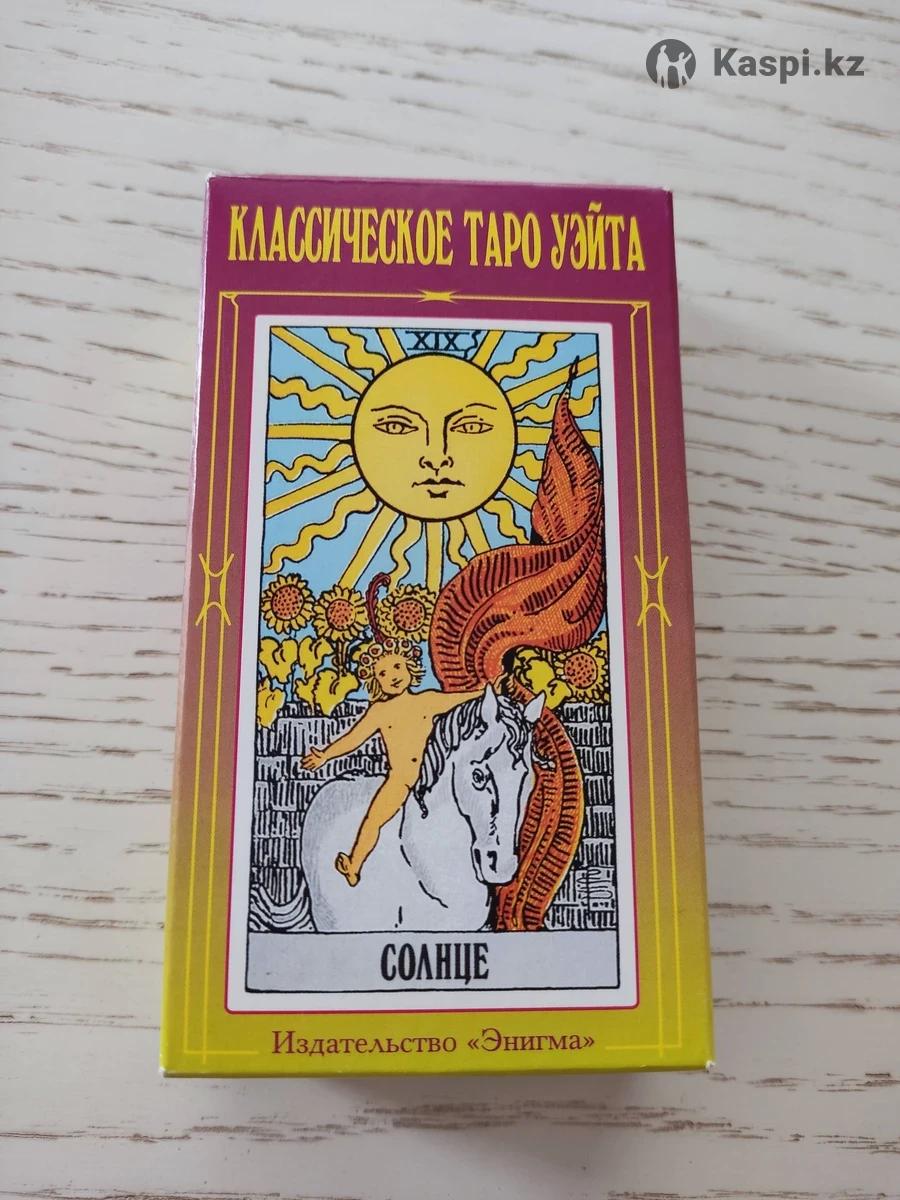 Kaspi.kz
КЛАССИЧЕСКОЕ ТАРО УЭЙТА
XIX
СОЛНЦЕ
Издательство «Энигма»